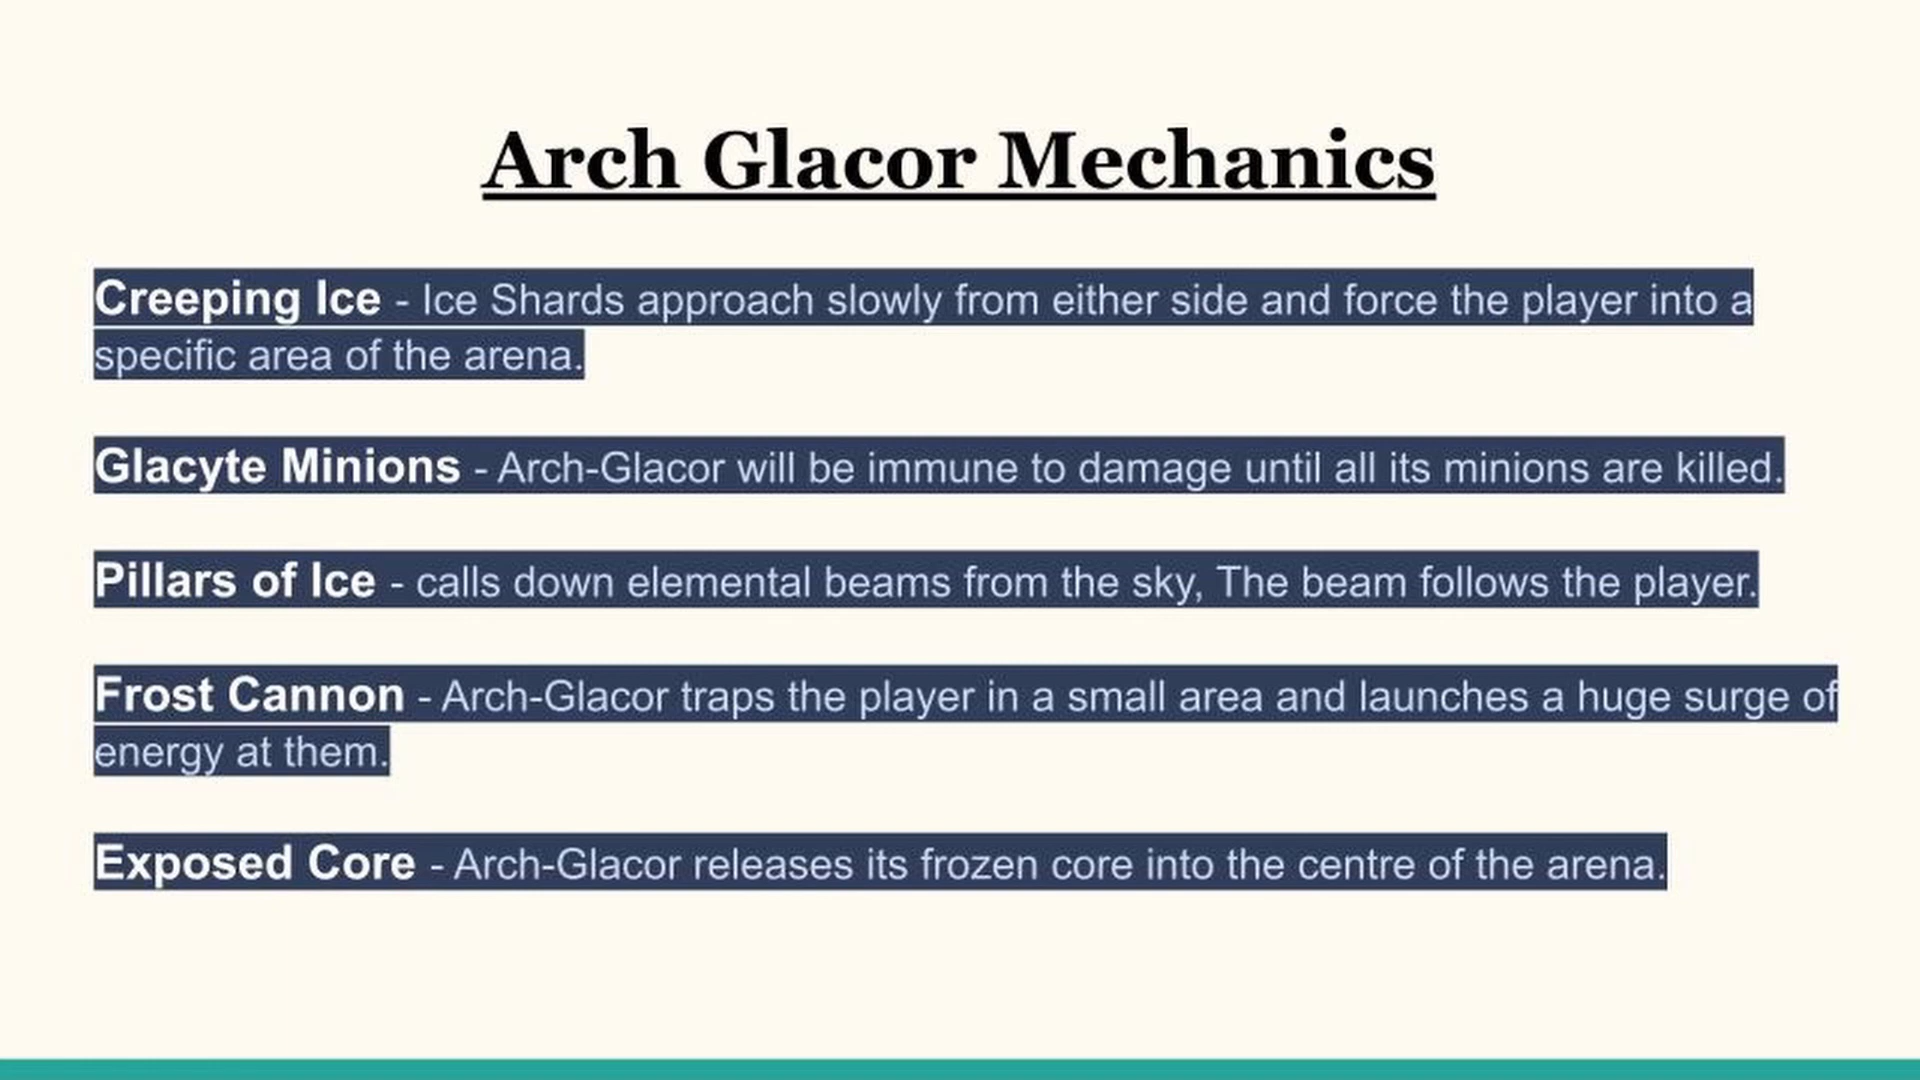 Arch Glacor Mechanics
Creeping Ice - Ice Shards approach slowly from either side and force the player into a
specific area of the arena.
Glacyte Minions - Arch-Glacor will be immune to damage until all its minions are killed.
Pillars of Ice - calls down elemental beams from the sky, The beam follows the player.
Frost Cannon - Arch-Glacor traps the player in a small area and launches a huge surge of
energy at them.
Exposed Core - Arch-Glacor releases its frozen core into the centre of the arena.